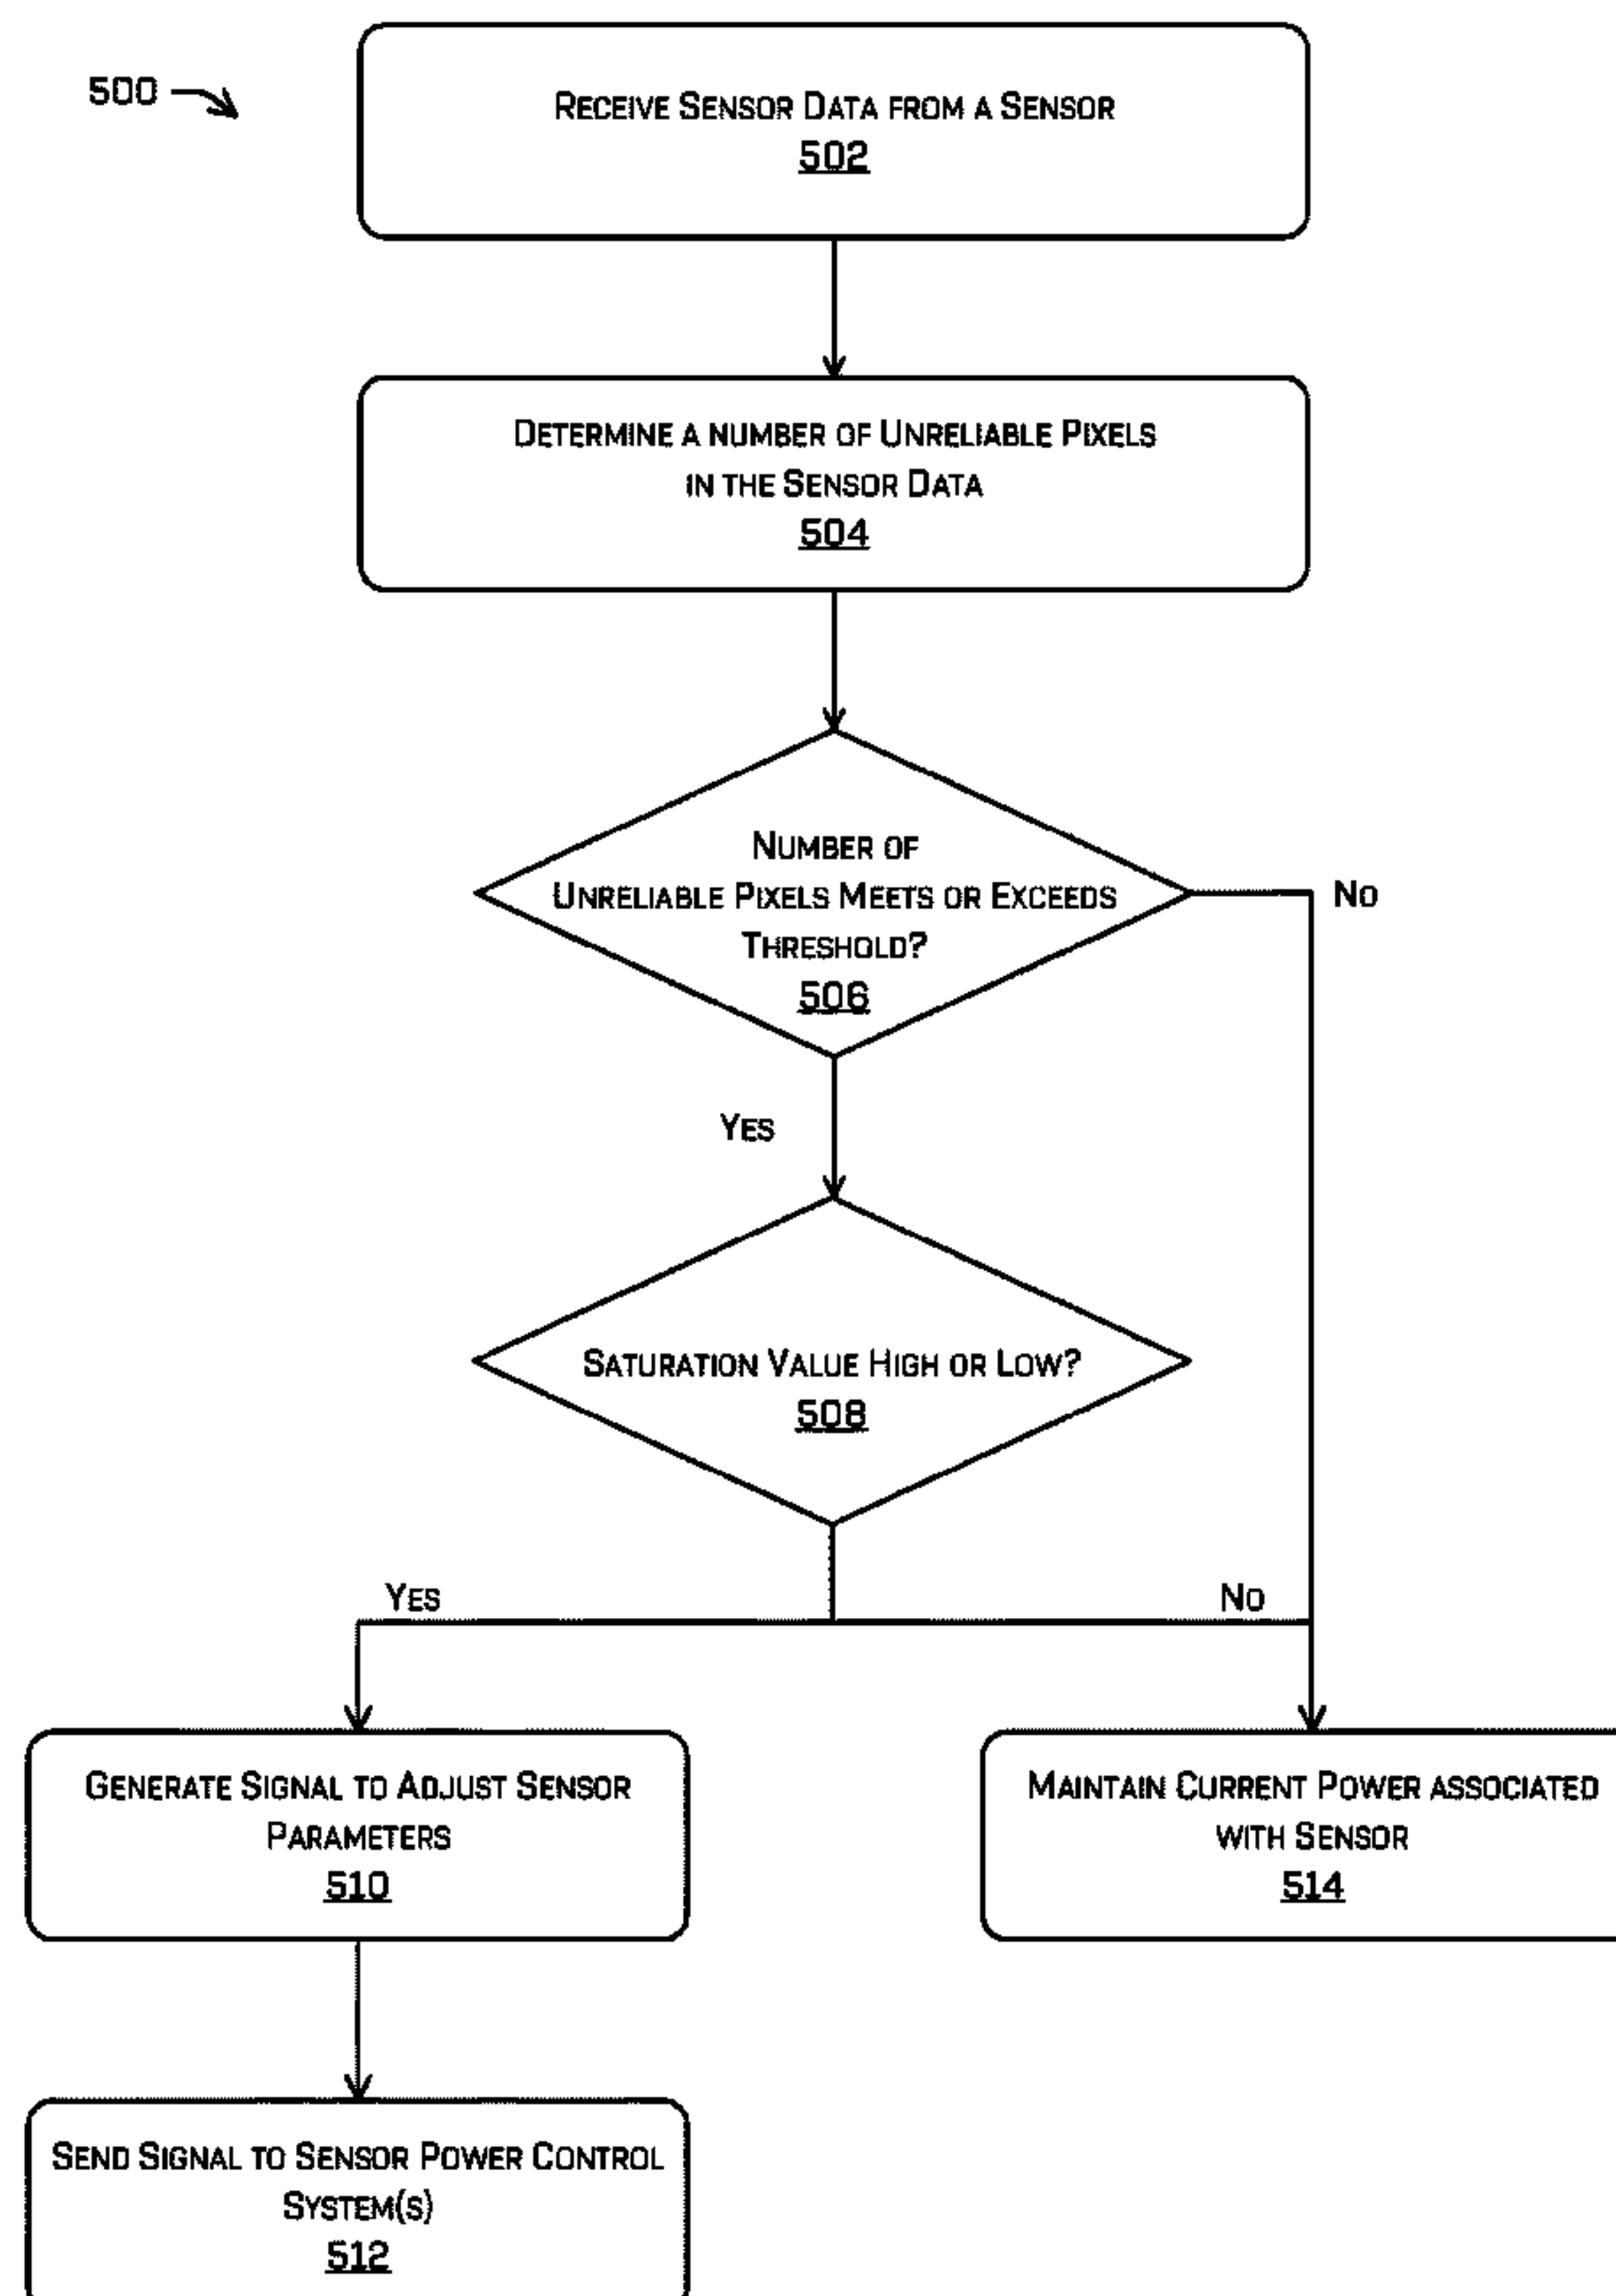 500
Receive Sensor Data from a Sensor
502
Determine a number of Unreliable Pixels
in the Sensor Data
504
Number of
Unreliable Pixels Meets or Exceeds
Threshold?
506
No
Yes
Saturation Value High or Low?
508
Yes
No
Generate Signal to Adjust Sensor
Parameters
510
Maintain Current Power associated
with Sensor
514
Send Signal to Sensor Power Control
System(s)
512